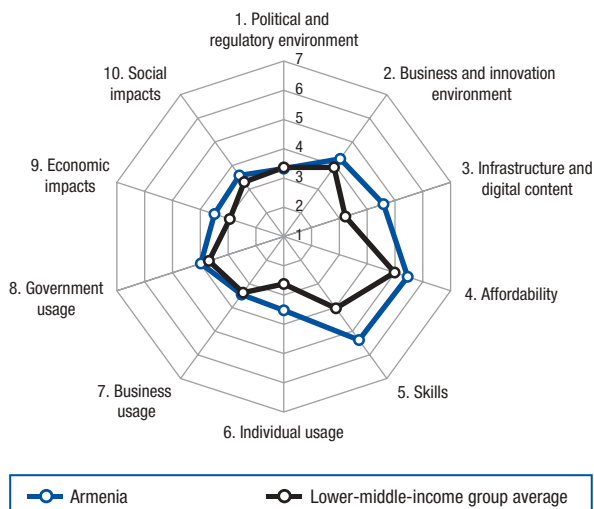 1. Political and
regulatory environment
7
10. Social
impacts
6
2. Business and innovation
environment
5
4
9. Economic
impacts
3
3. Infrastructure and
digital content
2
1
8. Government
usage
4. Affordability
7. Business
usage
5. Skills
6. Individual usage
Armenia
Lower-middle-income group average